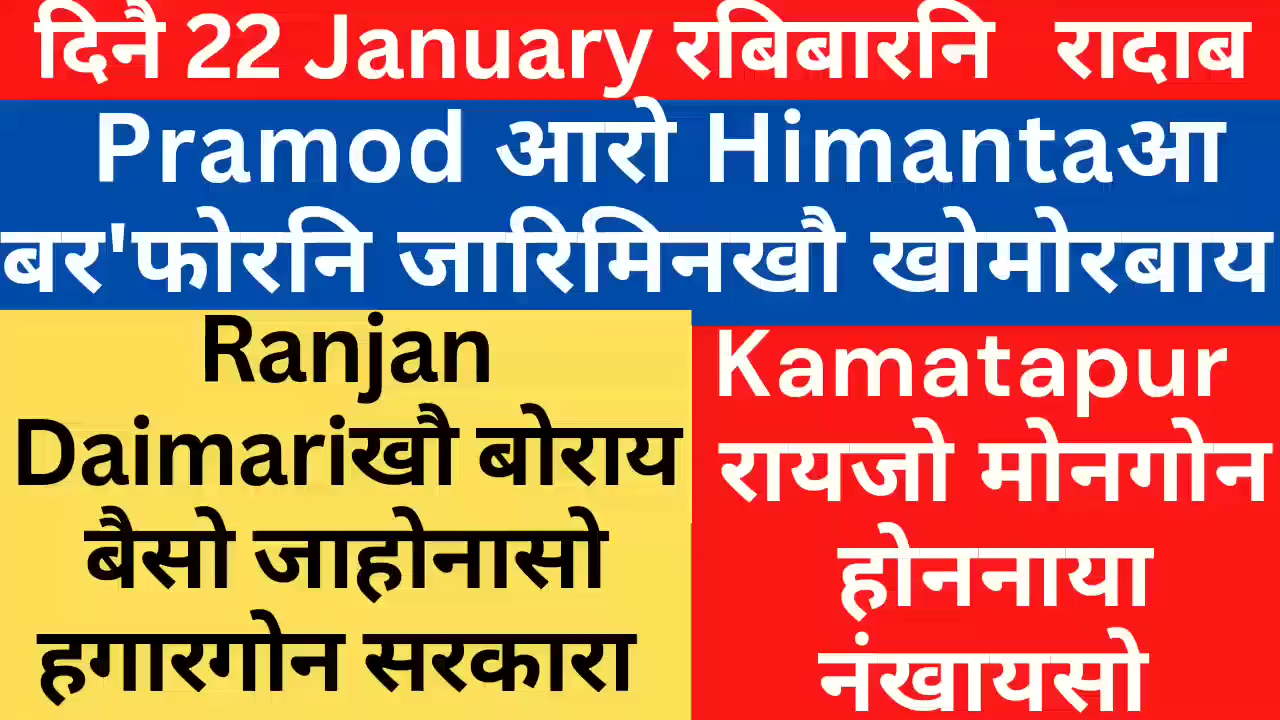 दिनै 22 January रबिबारनि रादाब
Pramod आरो Himantaआ
बर'फोरनि जारिमिनखौ खोमोरबाय
Ranjan
Daimariखौ बोराय
बैसो जाहोनासो
हगारगोन सरकारा
Kamatapur
रायजो मोनगोन
होननाया
नंखायसो